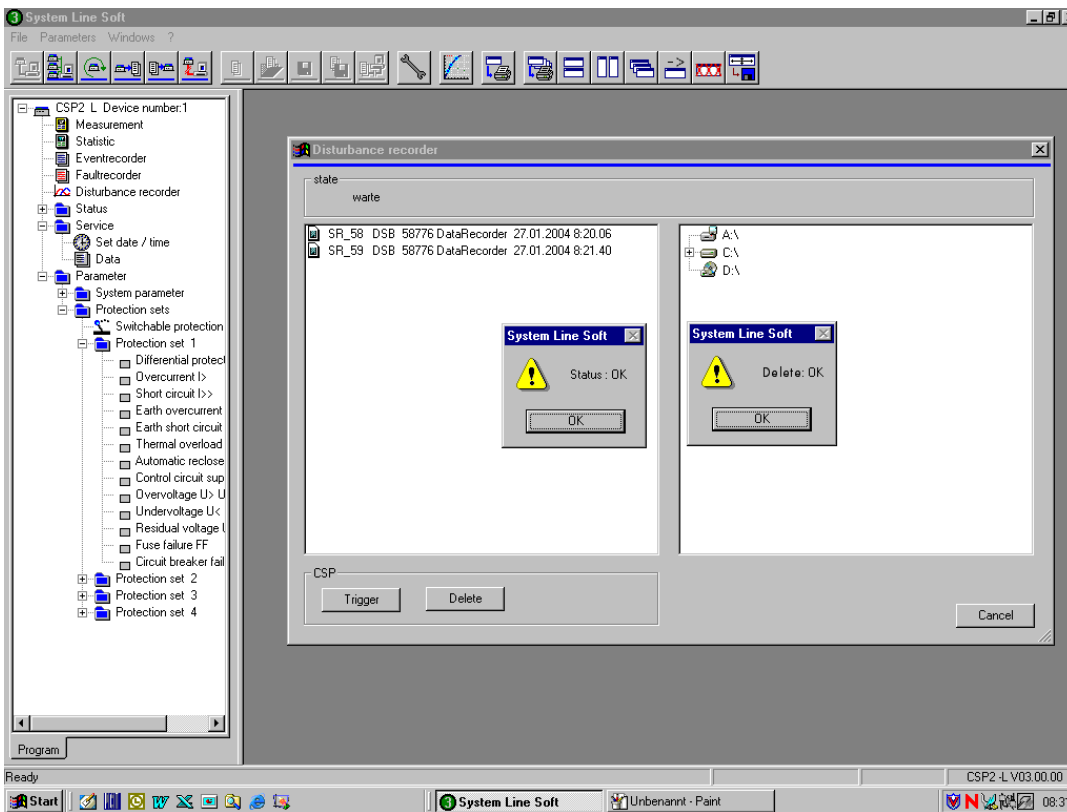 System Line Soft
File Parameters Windows ?
CSP2 L Device number:1
Measurement
Statistic
Eventrecorder
Faultrecorder
Disturbance recorder
Status
Service
Set date / time
Data
Parameter
System parameter
Protection sets
Switchable protection
Protection set 1
Differential protect
Overcurrent I>
Short circuit I>>
Earth overcurrent
Earth short circuit
Thermal overload
Automatic reclose
Control circuit sup
Overvoltage U> U
Undervoltage U<
Residual voltage U
Fuse failure FF
Circuit breaker fail
Protection set 2
Protection set 3
Protection set 4
Program
Disturbance recorder
state
warte
SR_58 DSB 58776 DataRecorder 27.01.2004 8:20.06
SR_59 DSB 58776 DataRecorder 27.01.2004 8:21.40
A:\
C:\
D:\
System Line Soft
Status : OK
OK
System Line Soft
Delete: OK
OK
CSP
Trigger
Delete
Cancel
Ready
CSP2 -L V03.00.00
Start
System Line Soft
Unbenannt - Paint